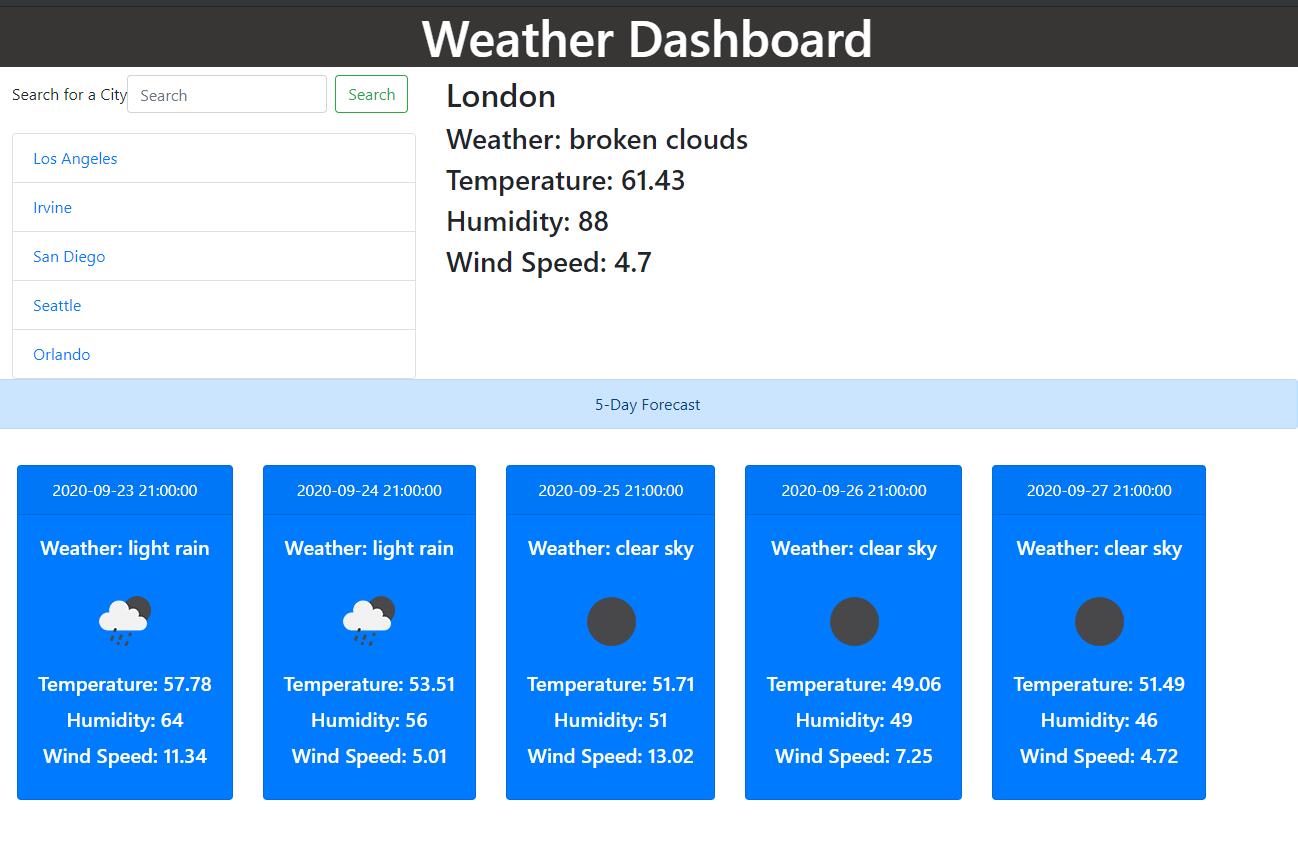 Weather Dashboard
Search for a City
Search
Search
Los Angeles
Irvine
San Diego
Seattle
Orlando
London
Weather: broken clouds
Temperature: 61.43
Humidity: 88
Wind Speed: 4.7
5-Day Forecast
2020-09-23 21:00:00
Weather: light rain
Temperature: 57.78
Humidity: 64
Wind Speed: 11.34
2020-09-24 21:00:00
Weather: light rain
Temperature: 53.51
Humidity: 56
Wind Speed: 5.01
2020-09-25 21:00:00
Weather: clear sky
Temperature: 51.71
Humidity: 51
Wind Speed: 13.02
2020-09-26 21:00:00
Weather: clear sky
Temperature: 49.06
Humidity: 49
Wind Speed: 7.25
2020-09-27 21:00:00
Weather: clear sky
Temperature: 51.49
Humidity: 46
Wind Speed: 4.72